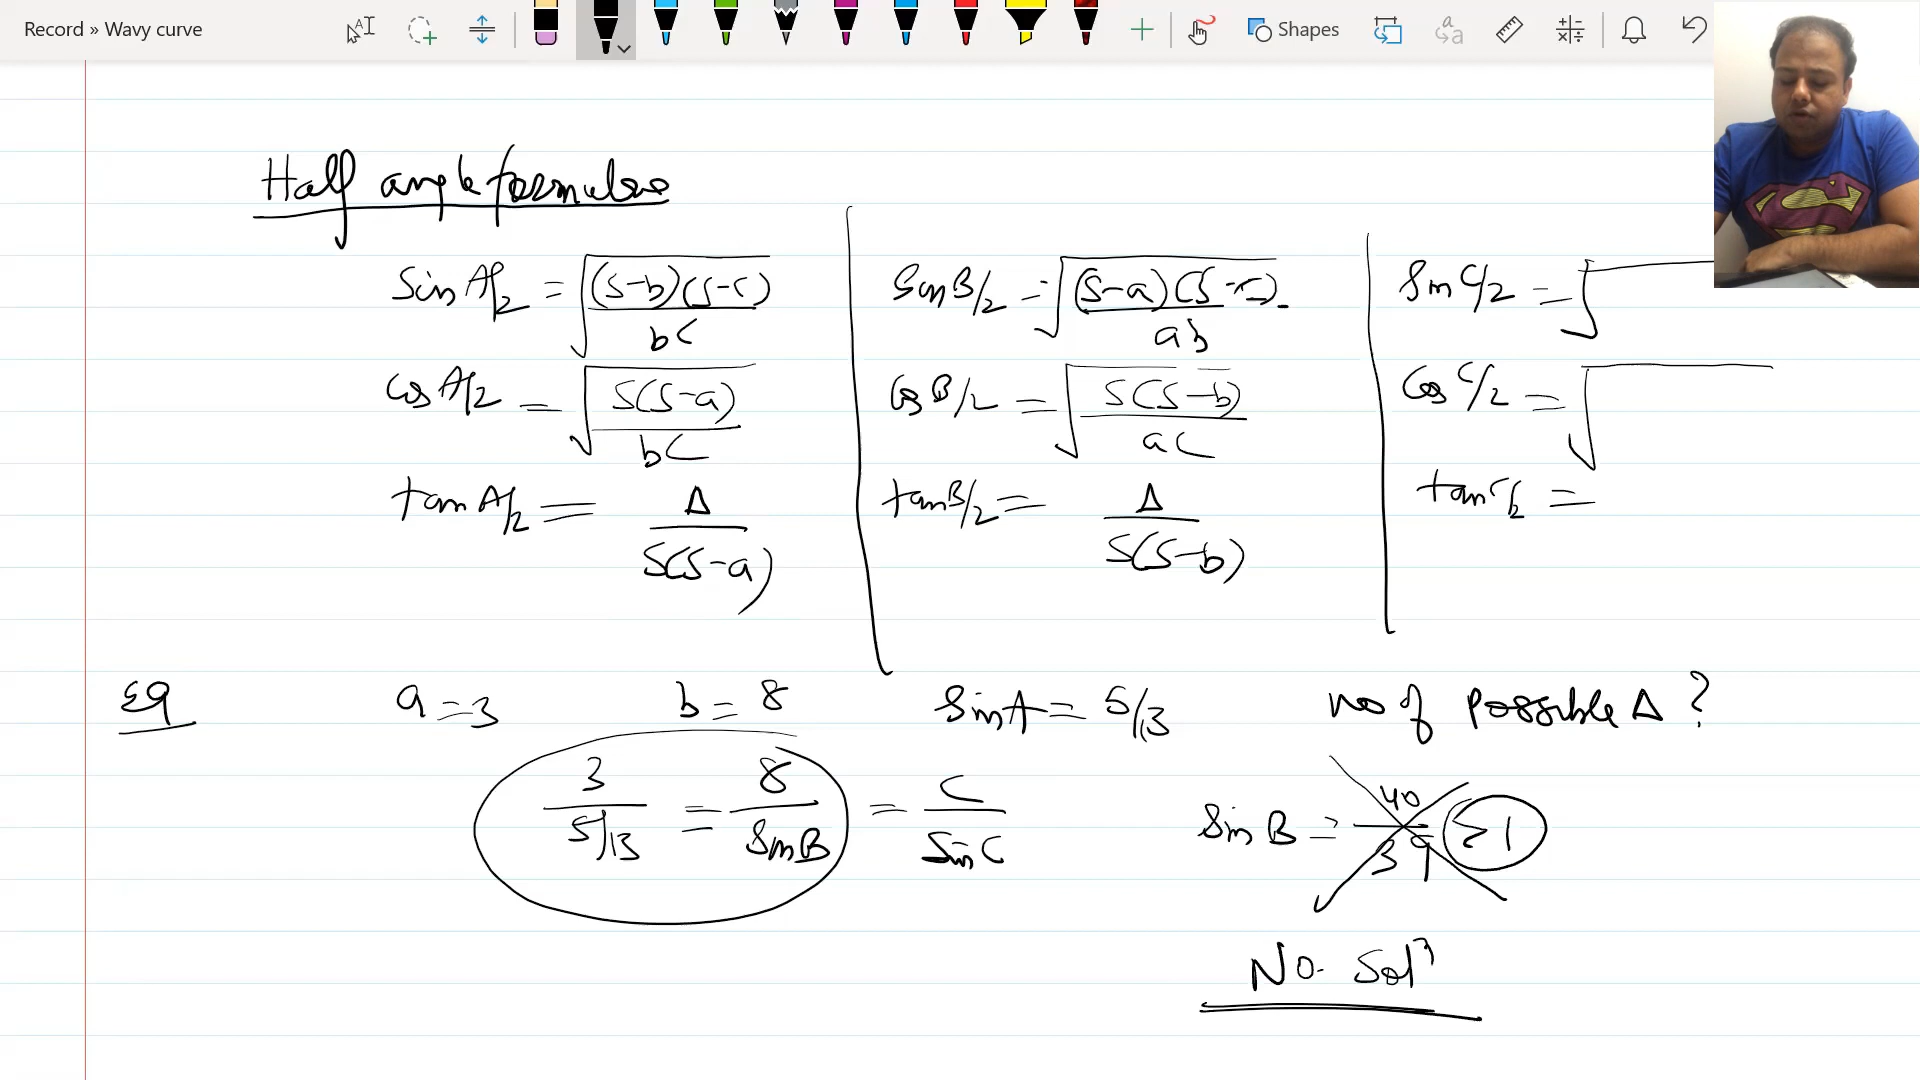 Record » Wavy curve
Shapes
Half angle formulae
sin A/2 = √((s-b)(s-c)/bc)
sin B/2 = √((s-a)(s-c)/ab)
sin C/2 = √
cos A/2 = √(s(s-a)/bc)
cos B/2 = √(s(s-b)/ac)
cos C/2 = √
tan A/2 = Δ/s(s-a)
tan B/2 = Δ/s(s-b)
tan C/2 =
Eg a = 3 b = 8 sin A = 5/13 no of possible Δ ?
3/(5/13) = 8/sin B = c/sin C
sin B = 40/39 > 1
No. Solⁿ